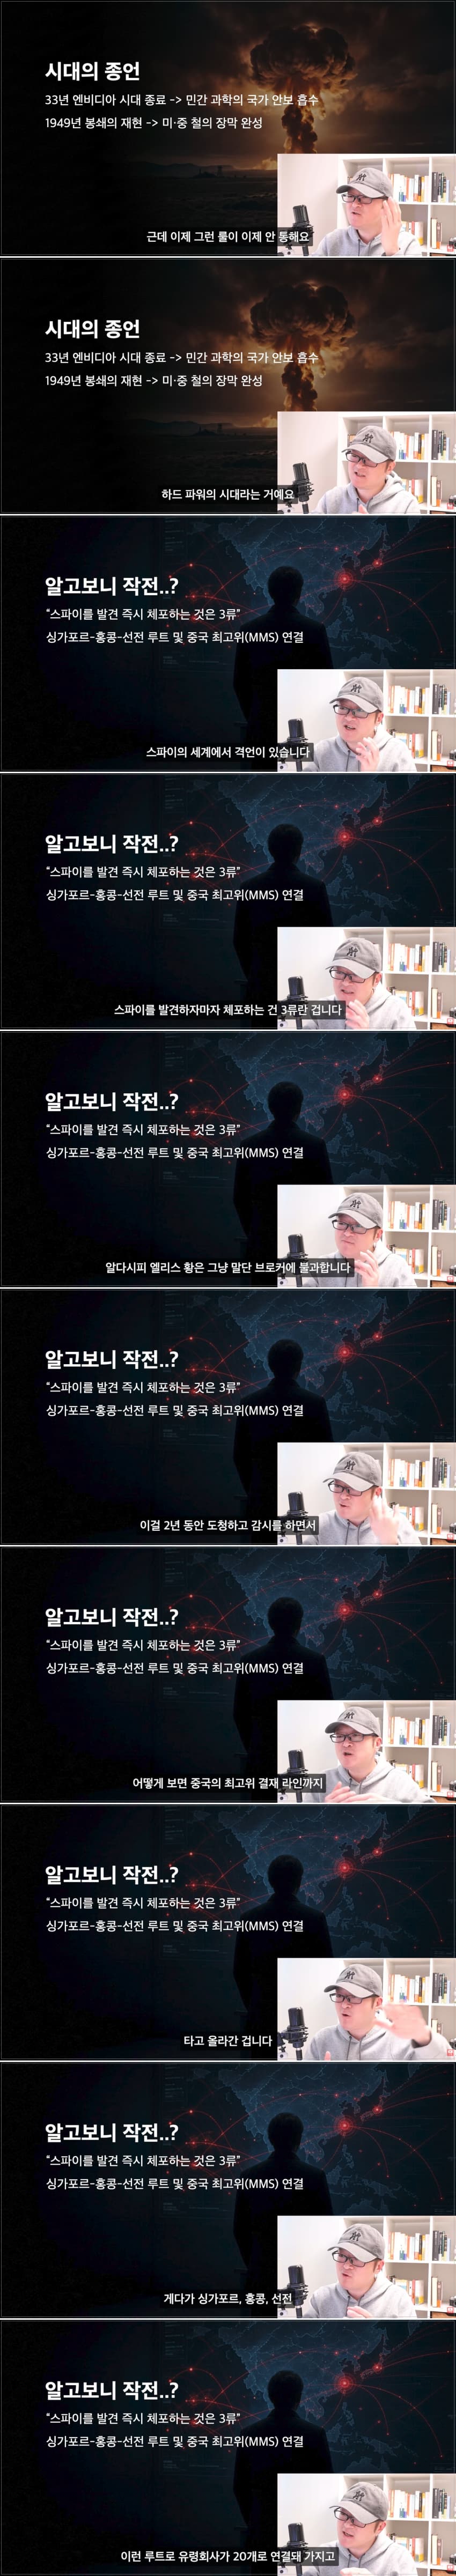 시대의 종언
33년 엔비디아 시대 종료 -> 민간 과학의 국가 안보 흡수
1949년 봉쇄의 재현 -> 미·중 철의 장막 완성
근데 이제 그런 룰이 이제 안 통해요
시대의 종언
33년 엔비디아 시대 종료 -> 민간 과학의 국가 안보 흡수
1949년 봉쇄의 재현 -> 미·중 철의 장막 완성
하드 파워의 시대라는 거예요
알고보니 작전..?
“스파이를 발견 즉시 체포하는 것은 3류”
싱가포르-홍콩-선전 루트 및 중국 최고위(MMS) 연결
스파이의 세계에서 격언이 있습니다
알고보니 작전..?
“스파이를 발견 즉시 체포하는 것은 3류”
싱가포르-홍콩-선전 루트 및 중국 최고위(MMS) 연결
스파이를 발견하자마자 체포하는 건 3류란 겁니다
알고보니 작전..?
“스파이를 발견 즉시 체포하는 것은 3류”
싱가포르-홍콩-선전 루트 및 중국 최고위(MMS) 연결
알다시피 엘리스 황은 그냥 말단 브로커에 불과합니다
알고보니 작전..?
“스파이를 발견 즉시 체포하는 것은 3류”
싱가포르-홍콩-선전 루트 및 중국 최고위(MMS) 연결
이걸 2년 동안 도청하고 감시를 하면서
알고보니 작전..?
“스파이를 발견 즉시 체포하는 것은 3류”
싱가포르-홍콩-선전 루트 및 중국 최고위(MMS) 연결
어떻게 보면 중국의 최고위 결재 라인까지
알고보니 작전..?
“스파이를 발견 즉시 체포하는 것은 3류”
싱가포르-홍콩-선전 루트 및 중국 최고위(MMS) 연결
타고 올라간 겁니다
알고보니 작전..?
“스파이를 발견 즉시 체포하는 것은 3류”
싱가포르-홍콩-선전 루트 및 중국 최고위(MMS) 연결
게다가 싱가포르, 홍콩, 선전
알고보니 작전..?
“스파이를 발견 즉시 체포하는 것은 3류”
싱가포르-홍콩-선전 루트 및 중국 최고위(MMS) 연결
이런 루트로 유령회사가 20개로 연결돼 가지고